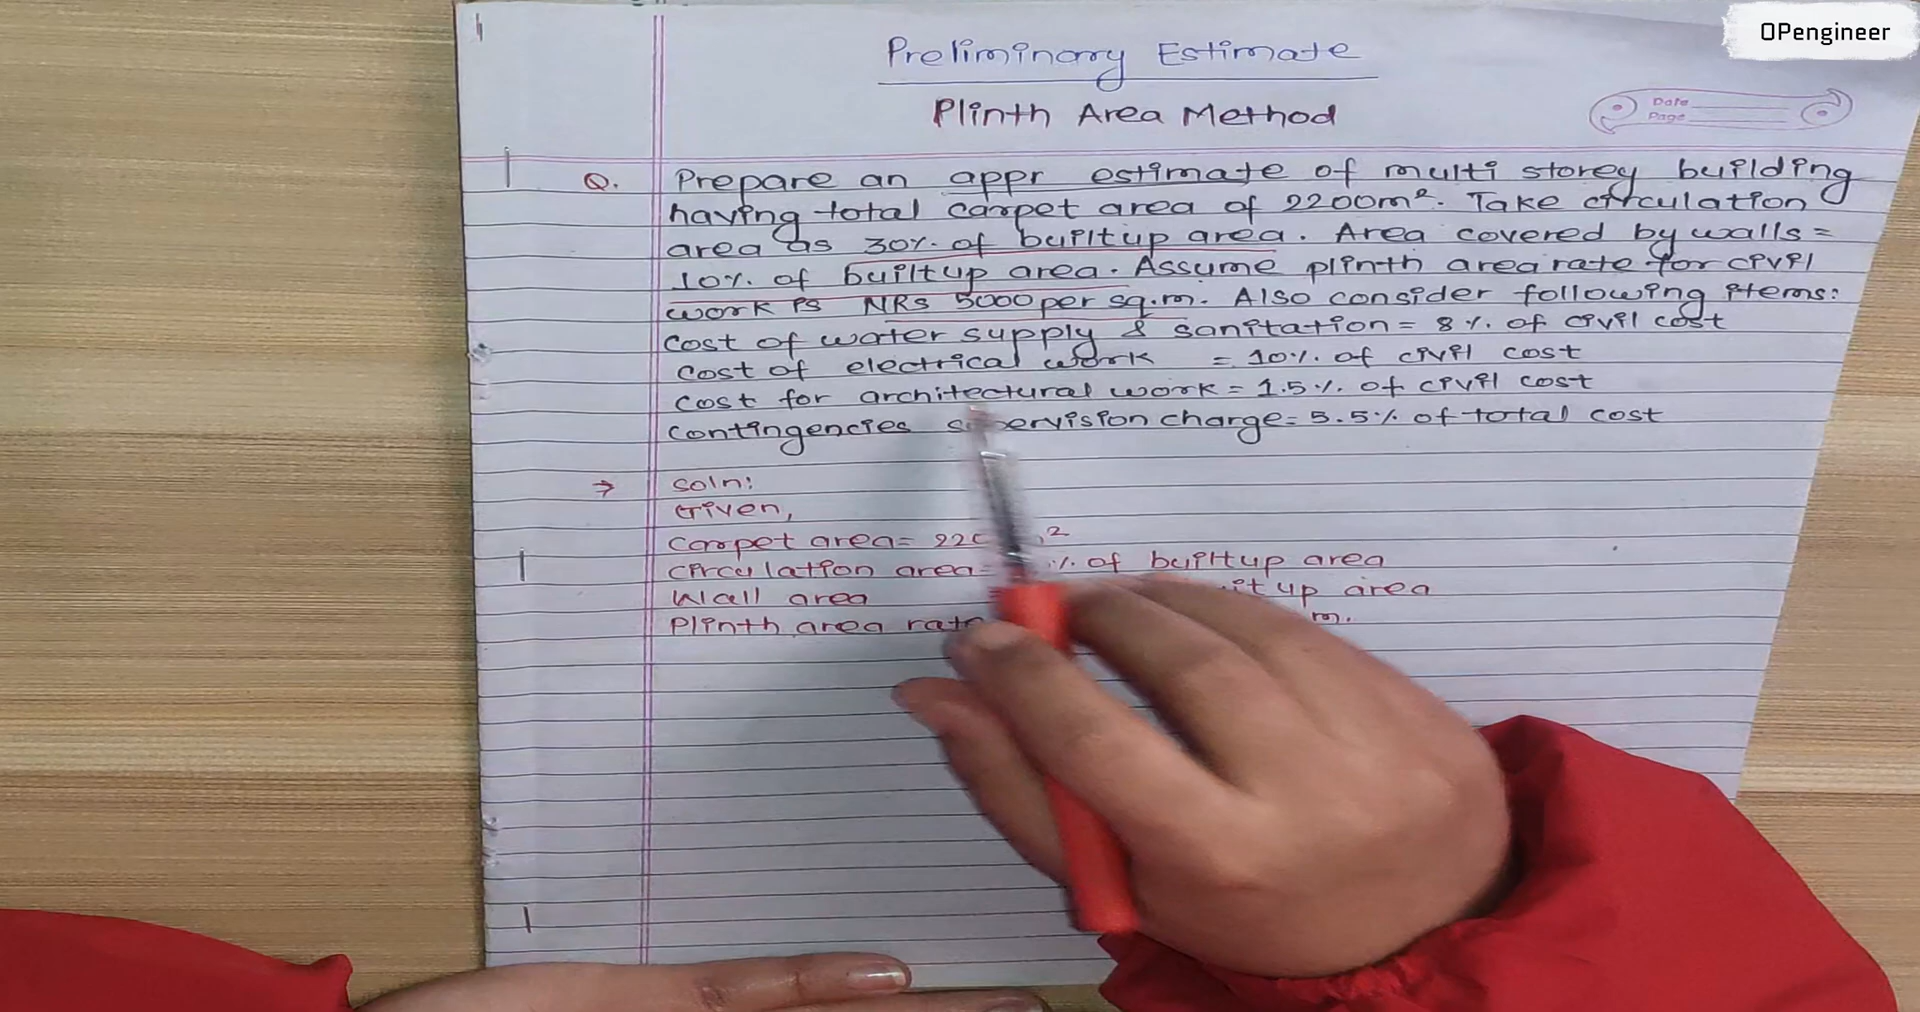 OPengineer
Preliminary Estimate
Plinth Area Method
Date
Page
Q. Prepare an appr estimate of multi storey building
having total carpet area of 2200m². Take circulation
area as 30% of builtup area. Area covered by walls =
10% of builtup area. Assume plinth area rate for civil
work is NRs 5000 per sq.m. Also consider following items:
Cost of water supply & sanitation = 8% of civil cost
Cost of electrical work = 10% of civil cost
Cost for architectural work = 1.5% of civil cost
Contingencies supervision charge = 5.5% of total cost
→ Soln:
Given,
Carpet area =
Circulation area = % of builtup area
Wall area up area
Plinth area rate m.